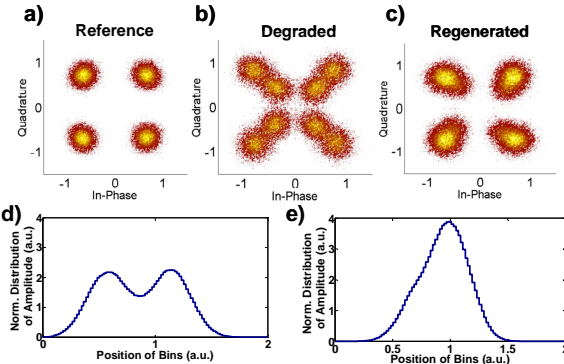 a)
Reference
b)
Degraded
c)
Regenerated
Quadrature
1
0
-1
-1
0
1
In-Phase
Quadrature
1
0
-1
-1
0
1
In-Phase
Quadrature
1
0
-1
-1
0
1
In-Phase
d)
Norm. Distribution
of Amplitude (a.u.)
4
3
2
1
0
0
1
2
Position of Bins (a.u.)
e)
Norm. Distribution
of Amplitude (a.u.)
4
3
2
1
0
0
0.5
1
1.5
2
Position of Bins (a.u.)